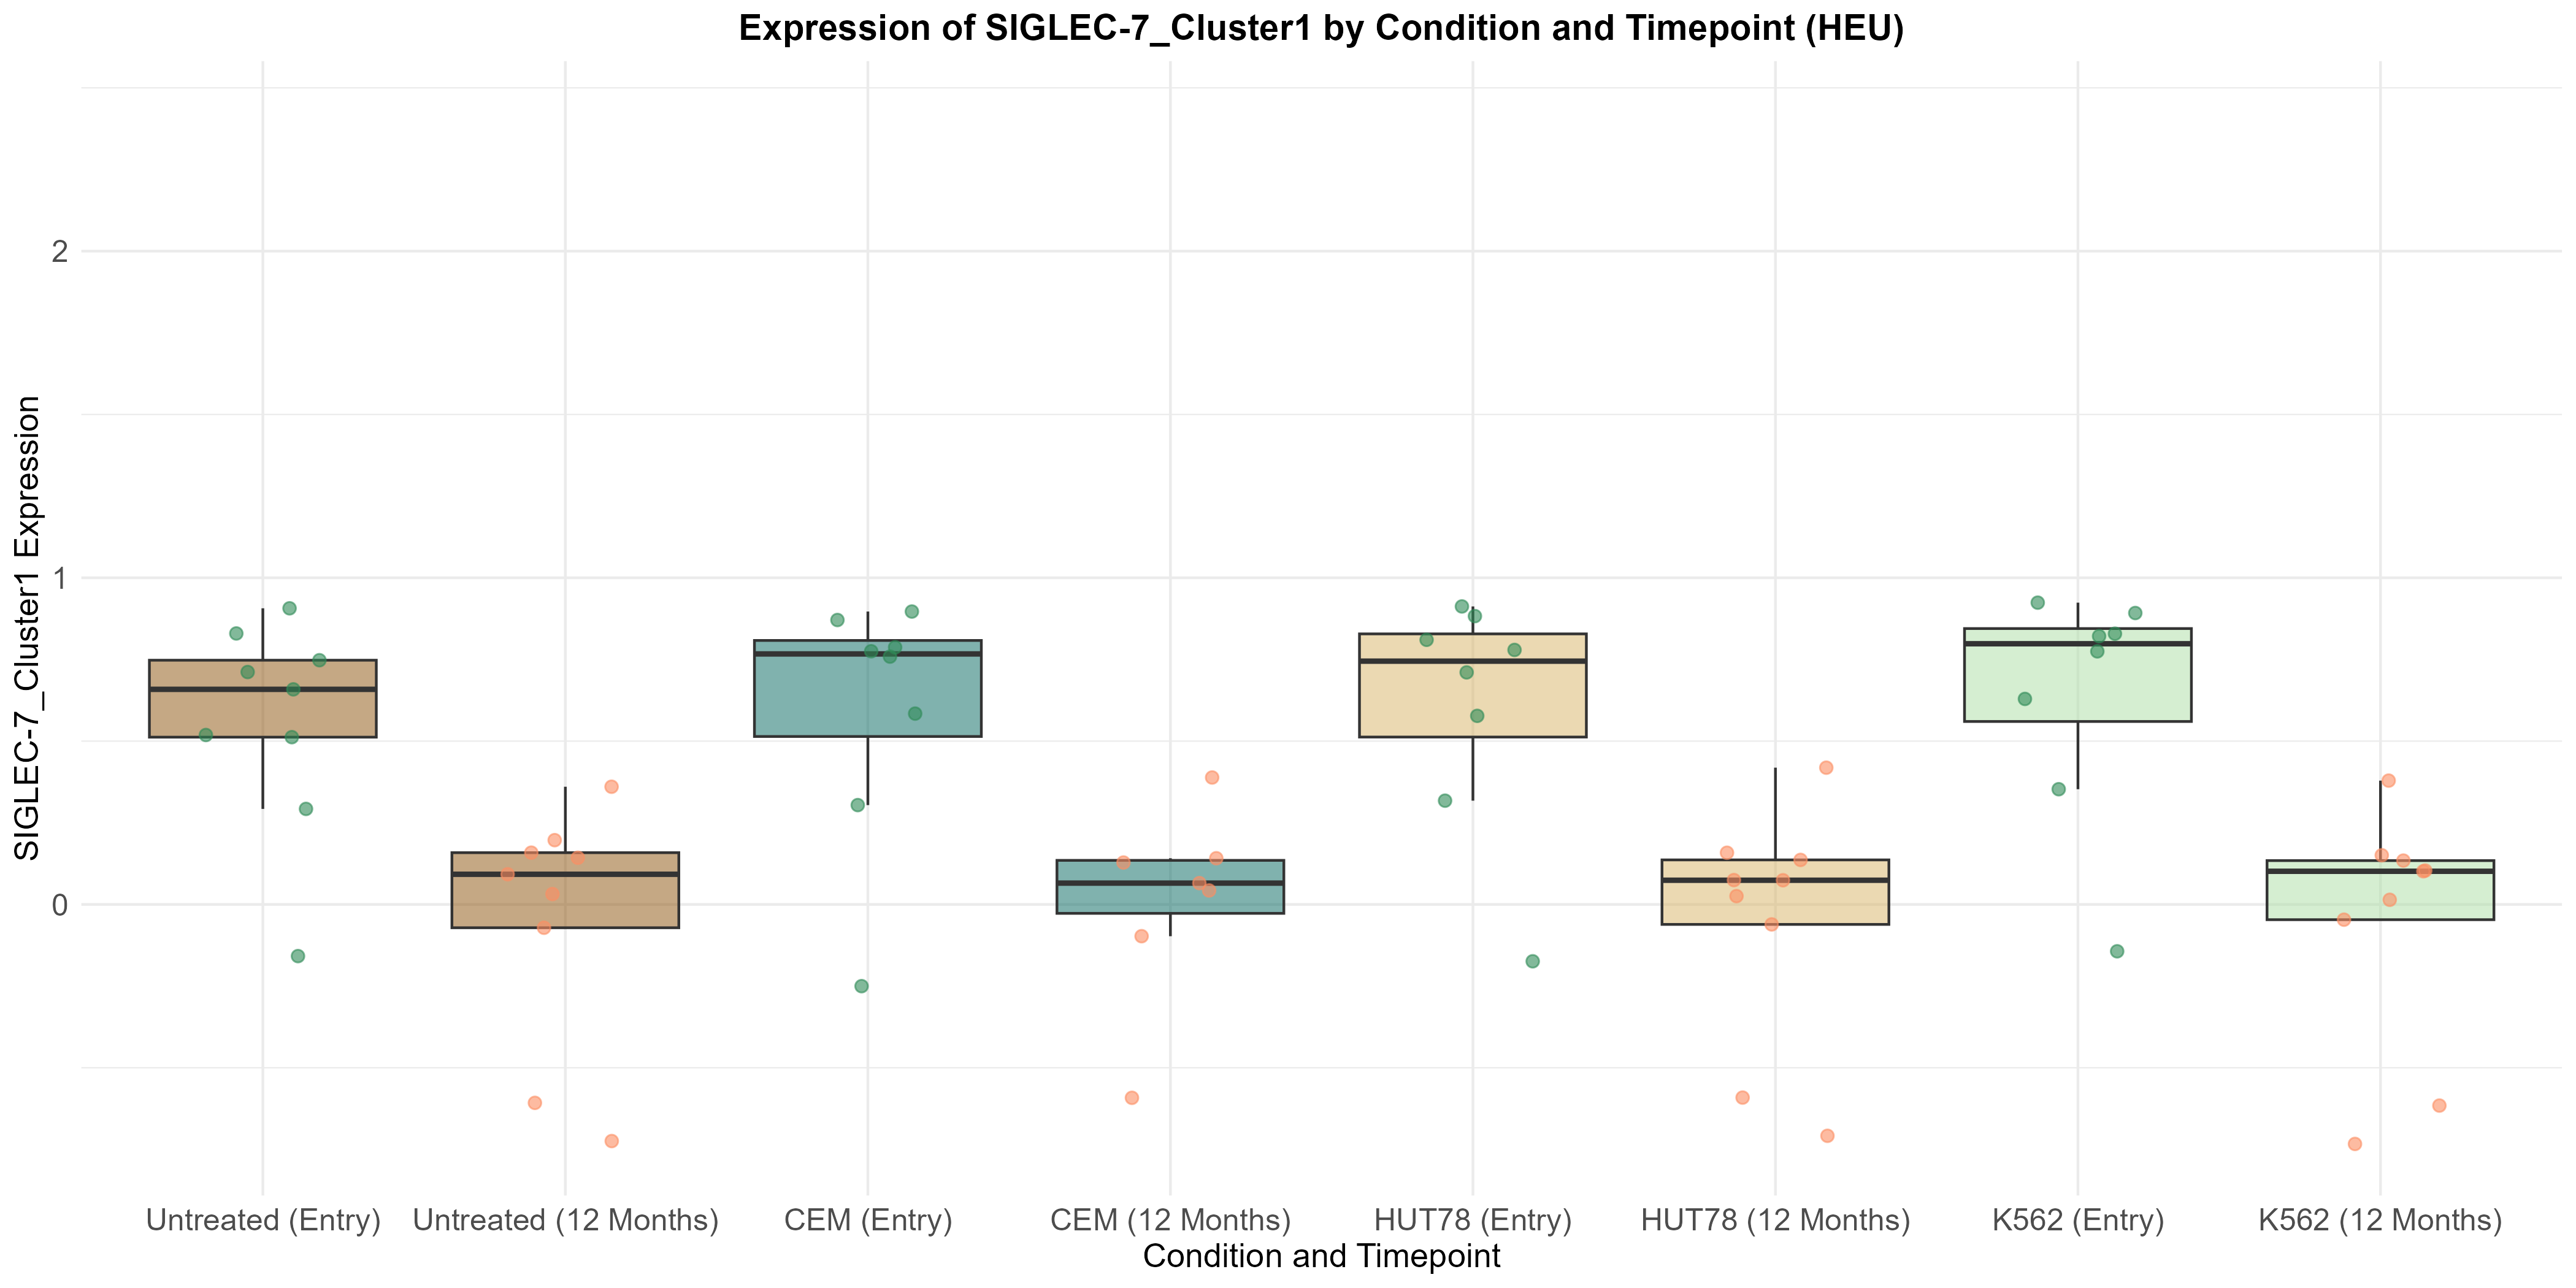 Expression of SIGLEC-7_Cluster1 by Condition and Timepoint (HEU)
SIGLEC-7_Cluster1 Expression
2
1
0
Untreated (Entry)
Untreated (12 Months)
CEM (Entry)
CEM (12 Months)
HUT78 (Entry)
HUT78 (12 Months)
K562 (Entry)
K562 (12 Months)
Condition and Timepoint